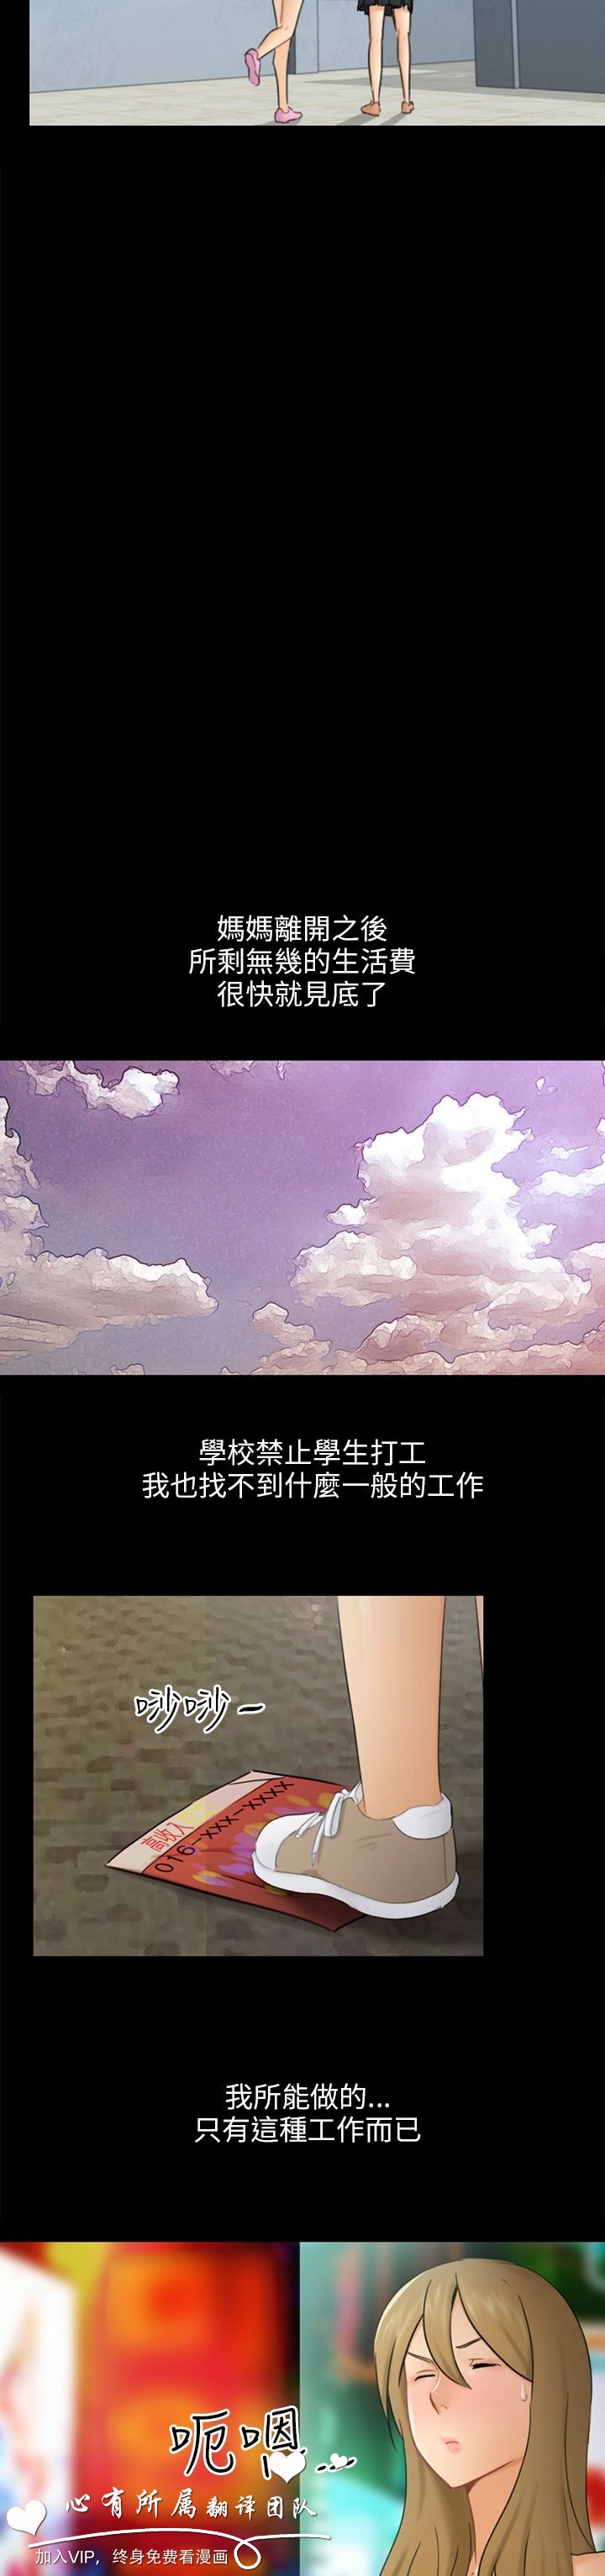 媽媽離開之後
所剩無幾的生活費
很快就見底了
學校禁止學生打工
我也找不到什麼一般的工作
唦唦~
高收入
016-xxx-xxxx
我所能做的...
只有這種工作而已
呃嗯...
心有所属翻译团队
加入VIP，终身免费看漫画